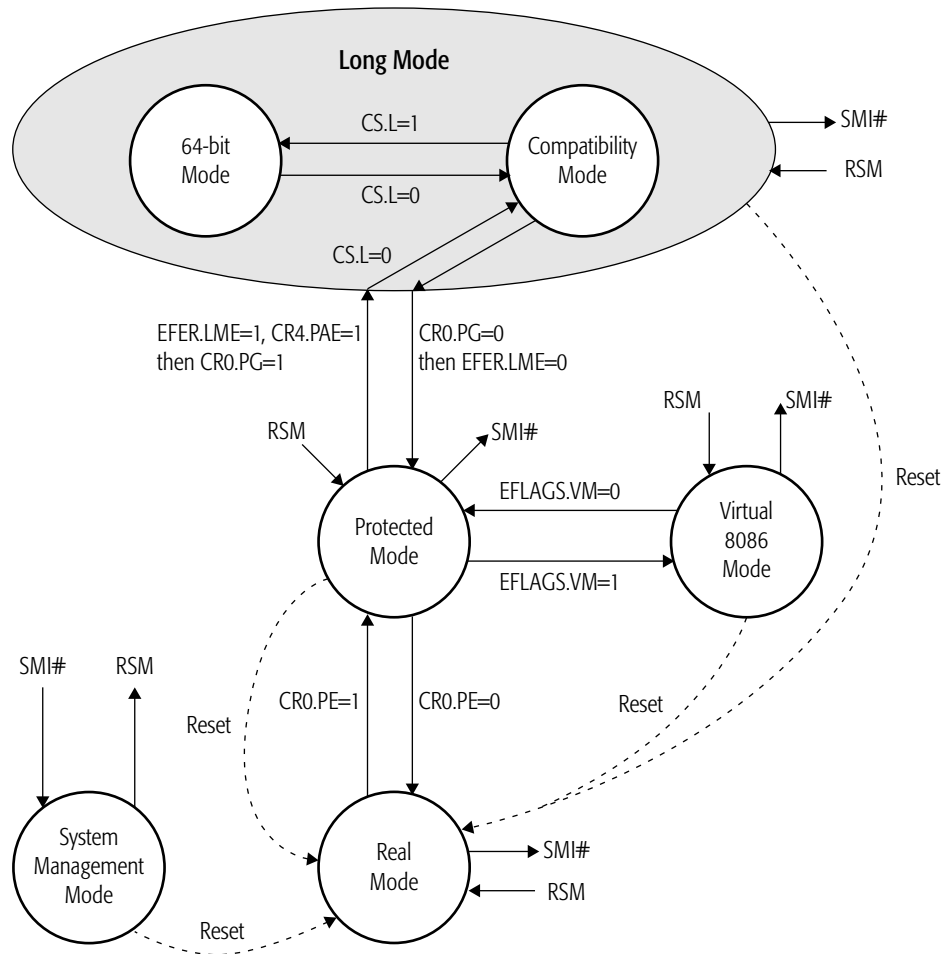 Long Mode
64-bit
Mode
CS.L=1
CS.L=0
Compatibility
Mode
SMI#
RSM
CS.L=0
EFER.LME=1, CR4.PAE=1
then CR0.PG=1
CR0.PG=0
then EFER.LME=0
RSM
SMI#
RSM
SMI#
Reset
Protected
Mode
EFLAGS.VM=0
EFLAGS.VM=1
Virtual
8086
Mode
SMI#
RSM
Reset
CR0.PE=1
CR0.PE=0
Reset
System
Management
Mode
Real
Mode
SMI#
RSM
Reset